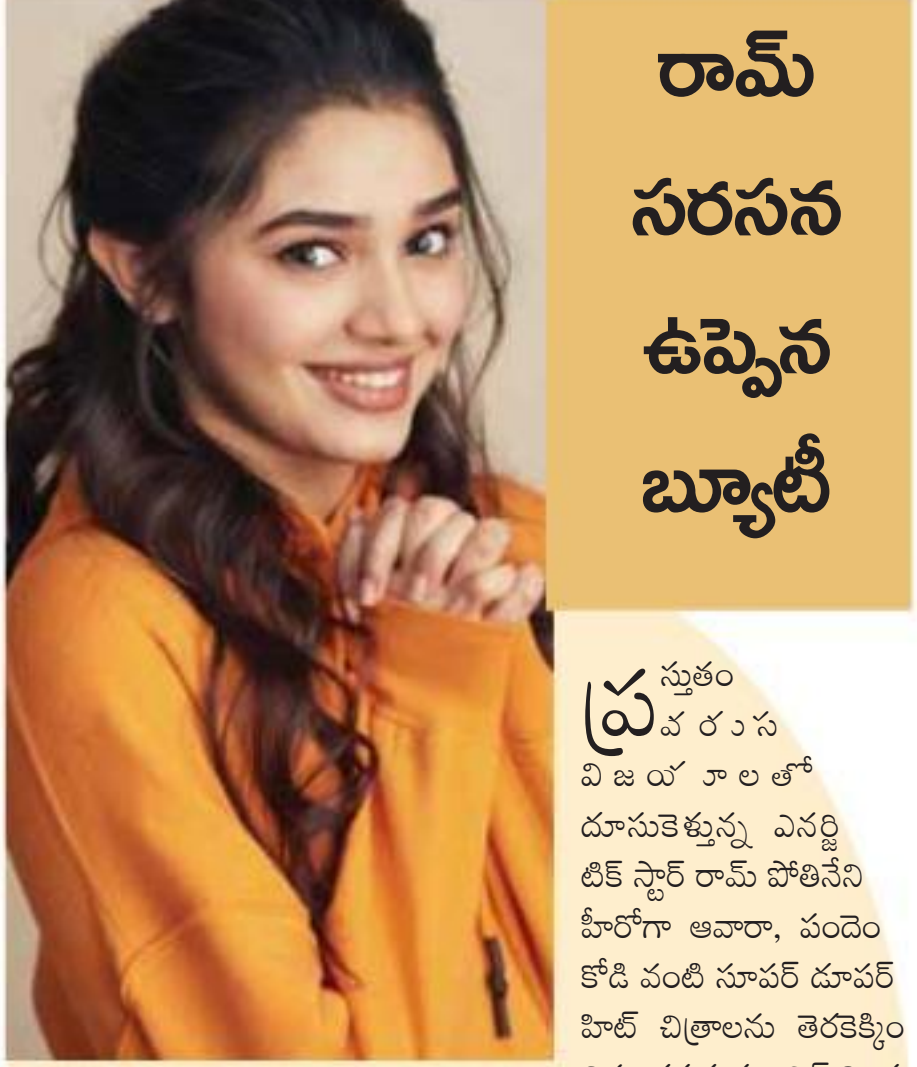 రామ్
సరసన
ఉప్పెన
బ్యూటీ
ప్రస్తుతం
వరుస
విజయాలతో
దూసుకెళ్తున్న ఎనర్జి
టిక్ స్టార్ రామ్ పోతినేని
హీరోగా ఆవారా, పందెం
కోడి వంటి సూపర్ డూపర్
హిట్ చిత్రాలను తెరకెక్కిం